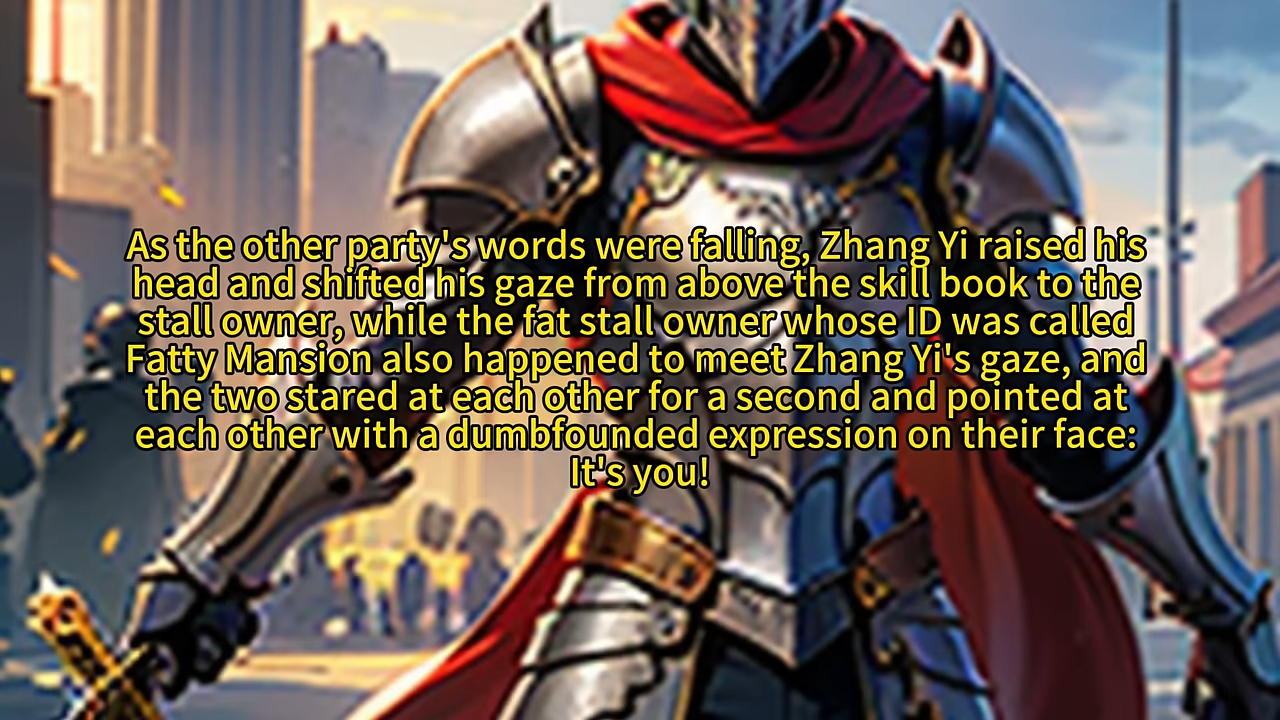 As the other party's words were falling, Zhang Yi raised his
head and shifted his gaze from above the skill book to the
stall owner, while the fat stall owner whose ID was called
Fatty Mansion also happened to meet Zhang Yi's gaze, and
the two stared at each other for a second and pointed at
each other with a dumbfounded expression on their face:
It's you!